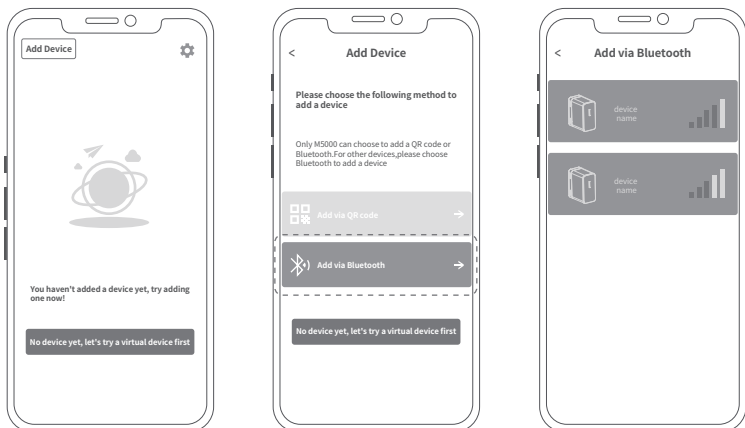 Add Device
You haven't added a device yet, try adding
one now!
No device yet, let's try a virtual device first
<
Add Device
Please choose the following method to
add a device
Only M5000 can choose to add a QR code or
Bluetooth.For other devices,please choose
Bluetooth to add a device
Add via QR code
Add via Bluetooth
No device yet, let's try a virtual device first
<
Add via Bluetooth
device
name
device
name